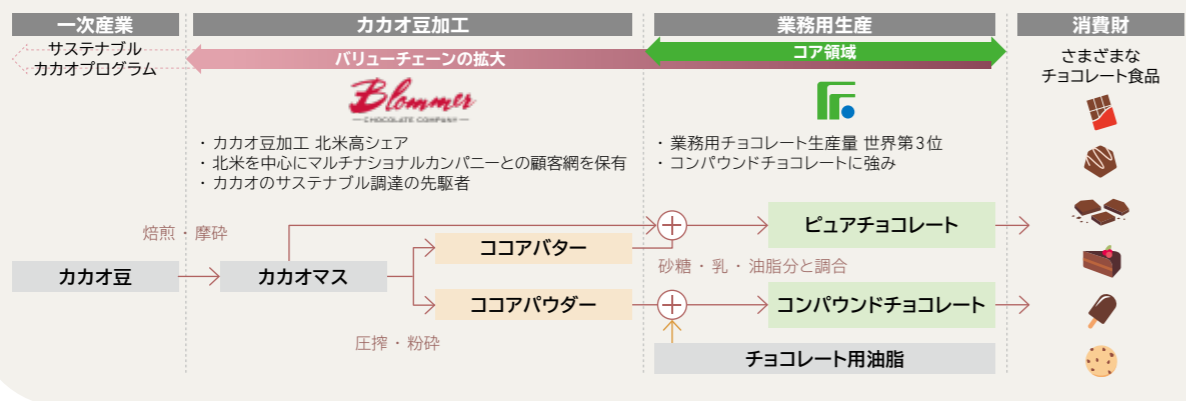 一次産業
カカオ豆加工
業務用生産
消費財
サステナブル
カカオプログラム
バリューチェーンの拡大
コア領域
さまざまな
チョコレート食品
Blommer
CHOCOLATE COMPANY
・カカオ豆加工 北米高シェア
・北米を中心にマルチナショナルカンパニーとの顧客網を保有
・カカオのサステナブル調達の先駆者
・業務用チョコレート生産量 世界第3位
・コンパウンドチョコレートに強み
焙煎・摩砕
カカオ豆
カカオマス
ココアバター
ココアパウダー
圧搾・粉砕
砂糖・乳・油脂分と調合
ピュアチョコレート
コンパウンドチョコレート
チョコレート用油脂